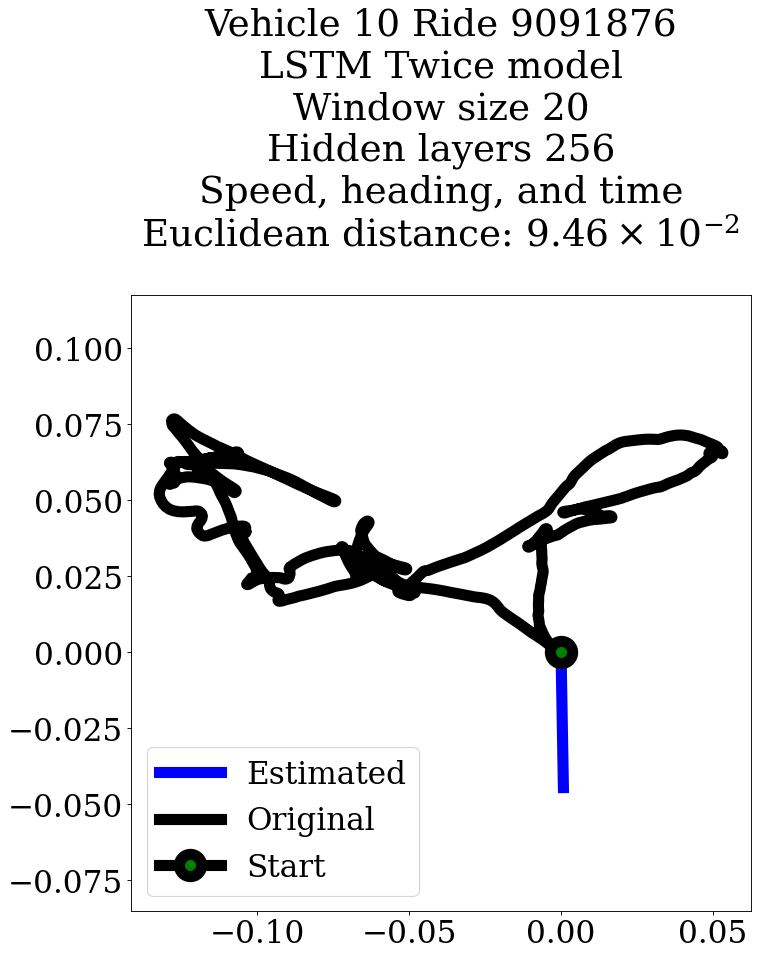 Vehicle 10 Ride 9091876
LSTM Twice model
Window size 20
Hidden layers 256
Speed, heading, and time
Euclidean distance: 9.46 × 10⁻²
0.100
0.075
0.050
0.025
0.000
−0.025
−0.050
−0.075
Estimated
Original
Start
−0.10
−0.05
0.00
0.05